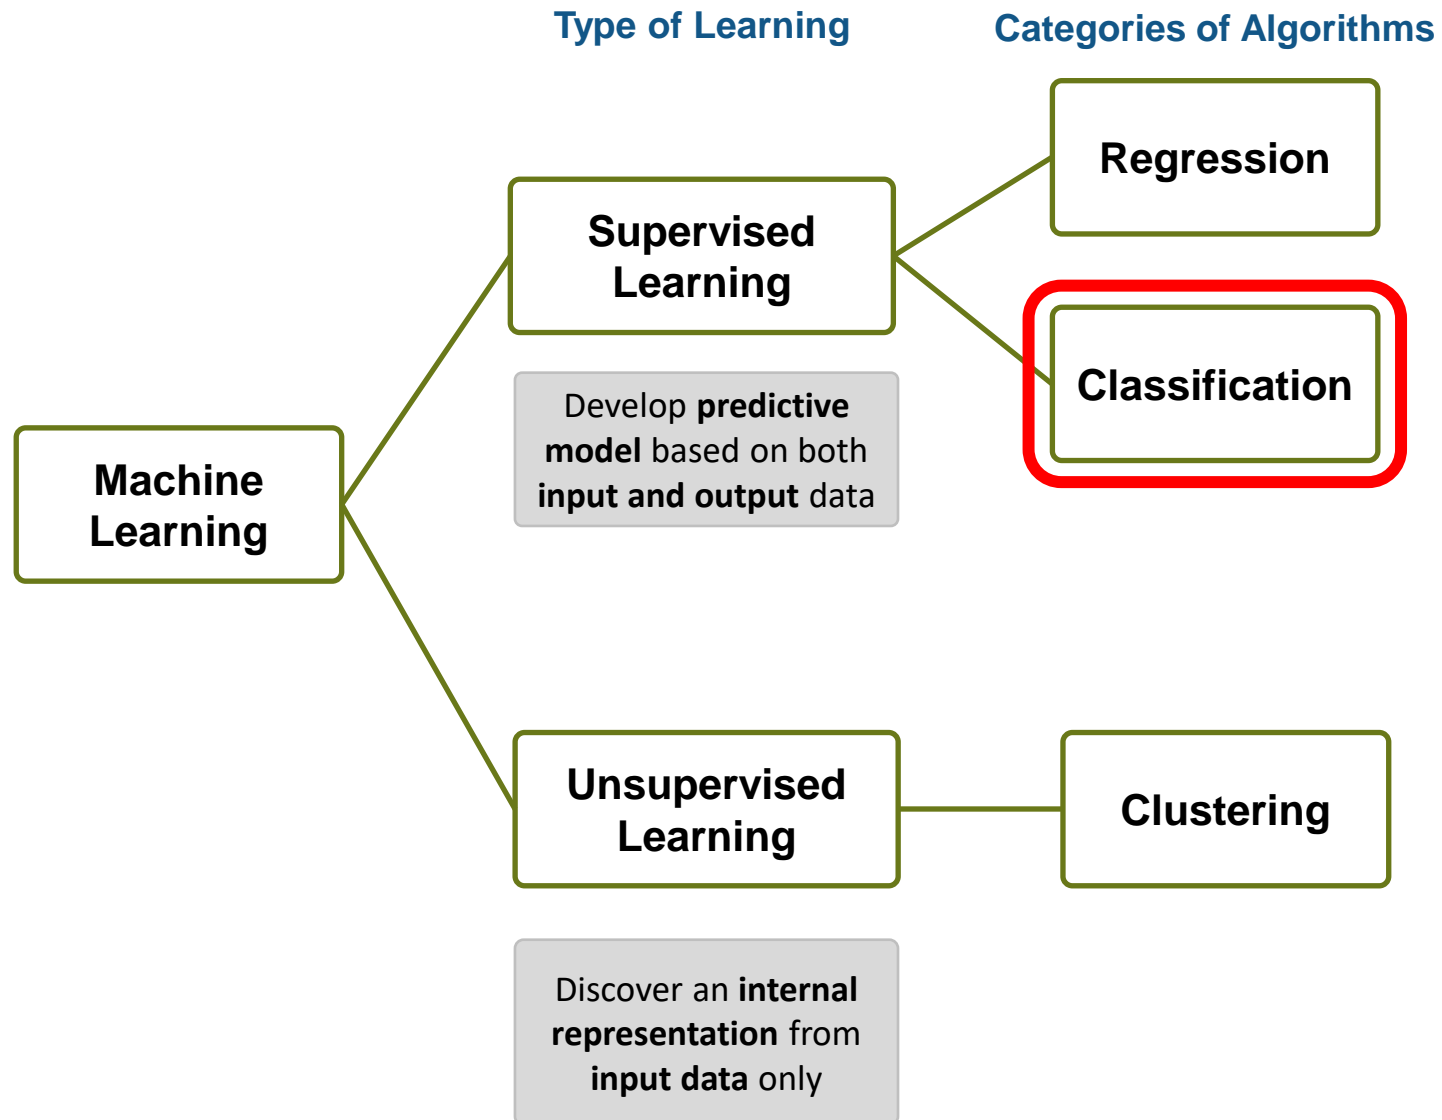 Type of Learning
Categories of Algorithms
Regression
Supervised
Learning
Classification
Develop predictive
model based on both
input and output data
Machine
Learning
Unsupervised
Learning
Clustering
Discover an internal
representation from
input data only